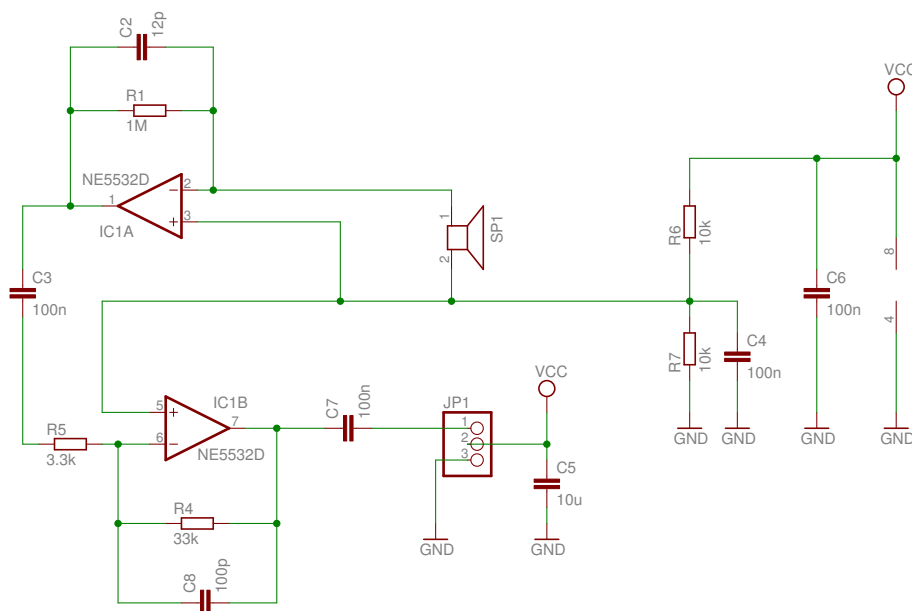 C2
12p
R1
1M
NE5532D
1
2
3
IC1A
1
2
SP1
VCC
R6
10k
C6
100n
8
4
C3
100n
R7
10k
C4
100n
GND
GND
GND
GND
5
6
7
IC1B
NE5532D
R5
3.3k
C7
100n
JP1
1
2
3
VCC
C5
10u
GND
GND
R4
33k
C8
100p